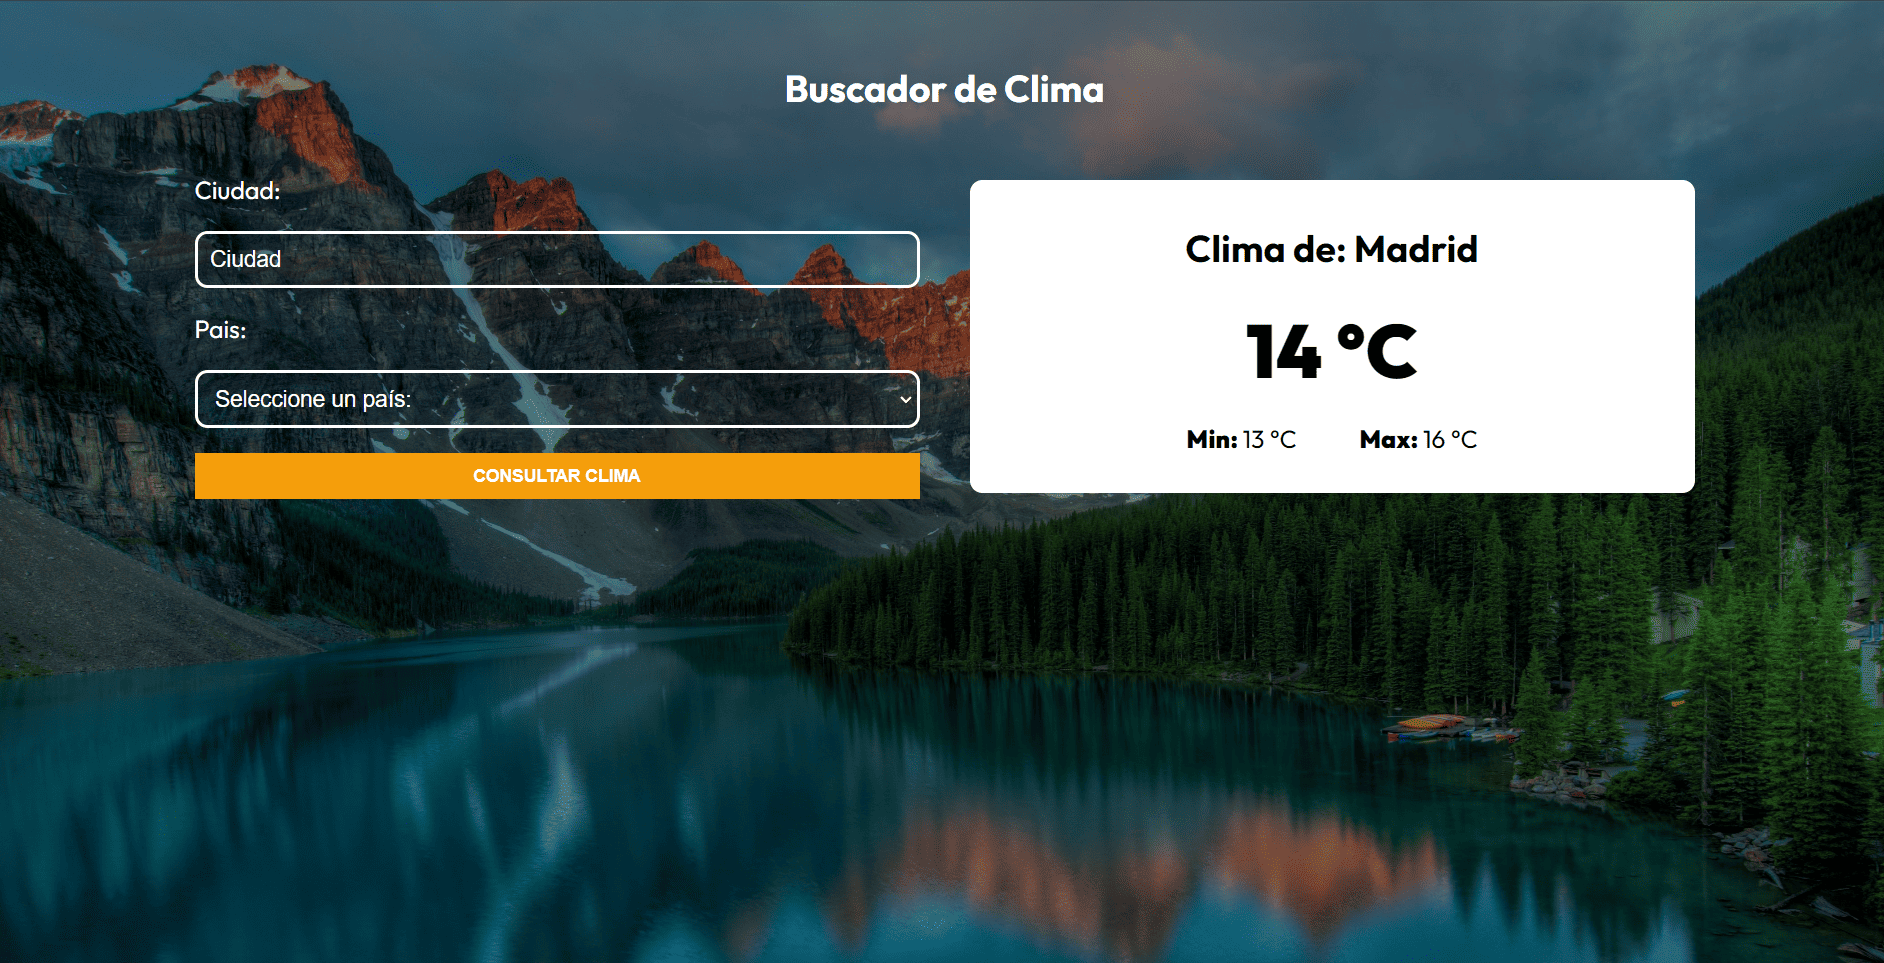 Buscador de Clima
Ciudad:
Ciudad
Pais:
Seleccione un país:
CONSULTAR CLIMA
Clima de: Madrid
14 °C
Min: 13 °C Max: 16 °C